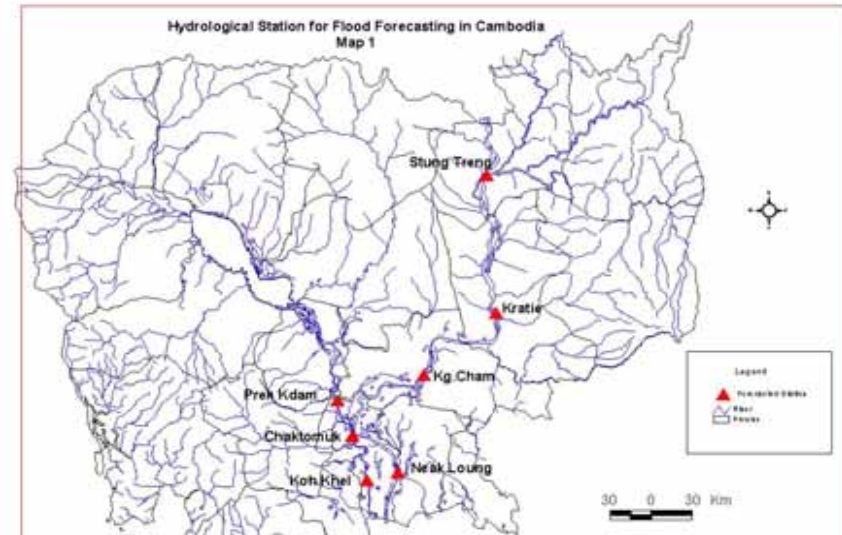 Hydrological Station for Flood Forecasting in Cambodia
Map 1
Stung Treng
Kratie
Kg.Cham
Prek Kdam
Chaktomuk
Neak Loung
Koh Khel
Legend
River
30 0 30 Km